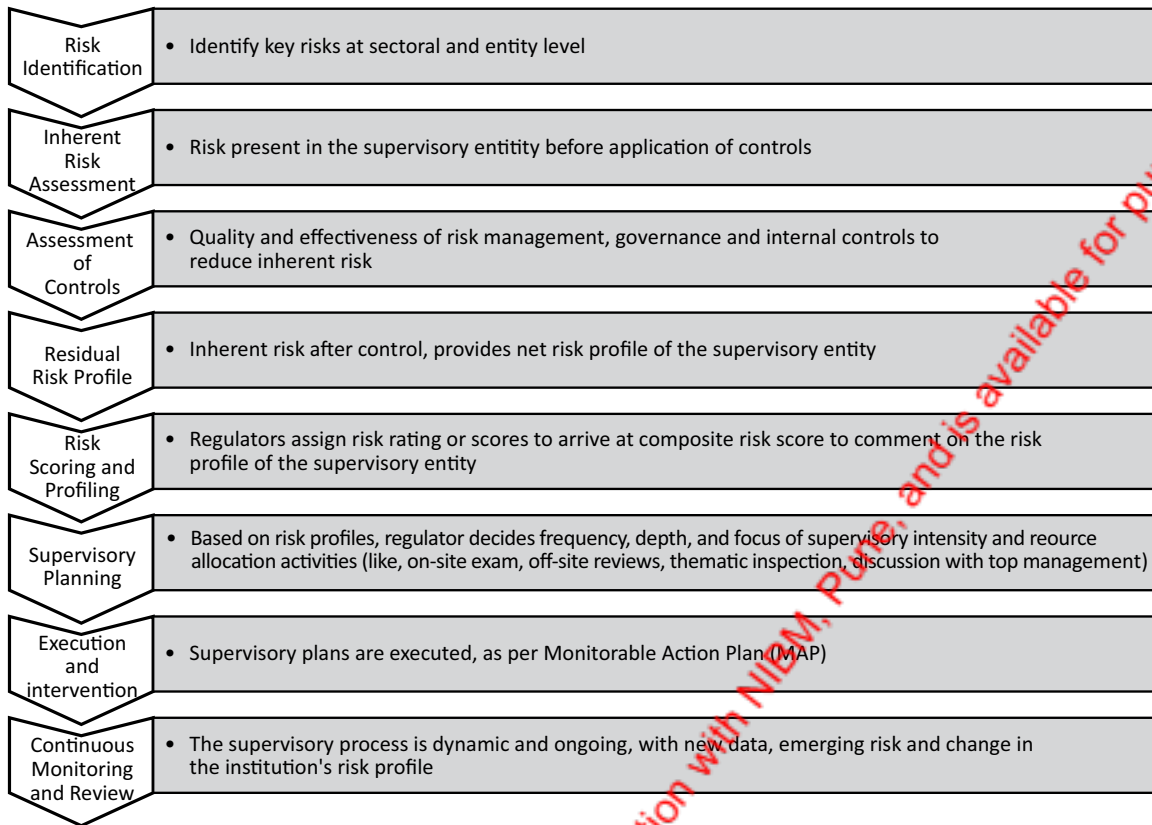 Risk
Identification
• Identify key risks at sectoral and entity level
Inherent
Risk
Assessment
• Risk present in the supervisory entitity before application of controls
Assessment
of
Controls
• Quality and effectiveness of risk management, governance and internal controls to
reduce inherent risk
Residual
Risk Profile
• Inherent risk after control, provides net risk profile of the supervisory entity
Risk
Scoring and
Profiling
• Regulators assign risk rating or scores to arrive at composite risk score to comment on the risk
profile of the supervisory entity
Supervisory
Planning
• Based on risk profiles, regulator decides frequency, depth, and focus of supervisory intensity and reource
allocation activities (like, on-site exam, off-site reviews, thematic inspection, discussion with top management)
Execution
and
intervention
• Supervisory plans are executed, as per Monitorable Action Plan (MAP)
Continuous
Monitoring
and Review
• The supervisory process is dynamic and ongoing, with new data, emerging risk and change in
the institution's risk profile
with NIBM, Pune, and is available for